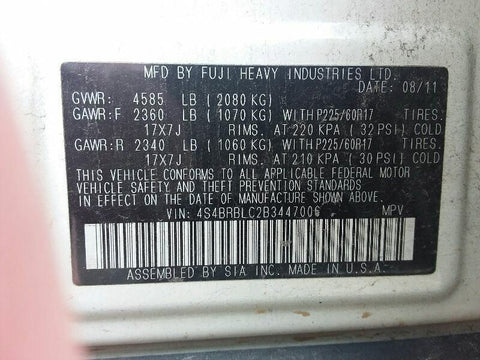 MFD BY FUJI HEAVY INDUSTRIES LTD.
DATE: 08/11
GVWR: 4585 LB (2080 KG)
GAWR:F 2360 LB (1070 KG) WITH P225/60R17 TIRES.
17X7J RIMS. AT 220 KPA (32 PSI) COLD
GAWR:R 2340 LB (1060 KG) WITH P225/60R17 TIRES.
17X7J RIMS. AT 210 KPA (30 PSI) COLD
THIS VEHICLE CONFORMS TO ALL APPLICABLE FEDERAL MOTOR
VEHICLE SAFETY AND THEFT PREVENTION STANDARDS
IN EFFECT ON THE DATE OF MANUFACTURE SHOWN ABOVE.
VIN: 4S4BRBLC2B3447006 MPV
ASSEMBLED BY SIA INC. MADE IN U.S.A.